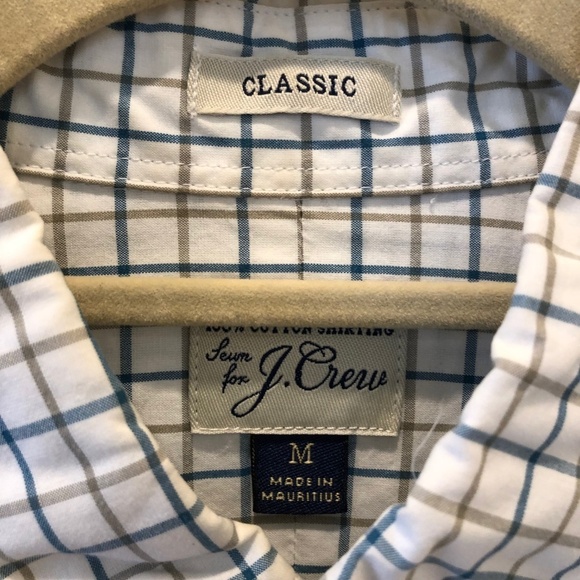 CLASSIC
100% COTTON SHIRTING
Sewn
for J.Crew
M
MADE IN
MAURITIUS